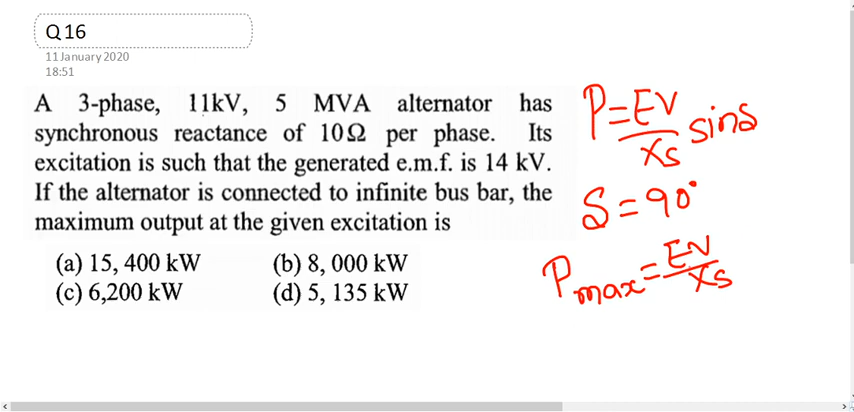 Q 16
11 January 2020
18:51
A 3-phase, 11kV, 5 MVA alternator has
synchronous reactance of 10Ω per phase. Its
excitation is such that the generated e.m.f. is 14 kV.
If the alternator is connected to infinite bus bar, the
maximum output at the given excitation is
(a) 15, 400 kW (b) 8, 000 kW
(c) 6,200 kW (d) 5, 135 kW
P=EV/Xs sinδ
δ=90°
Pmax=EV/Xs